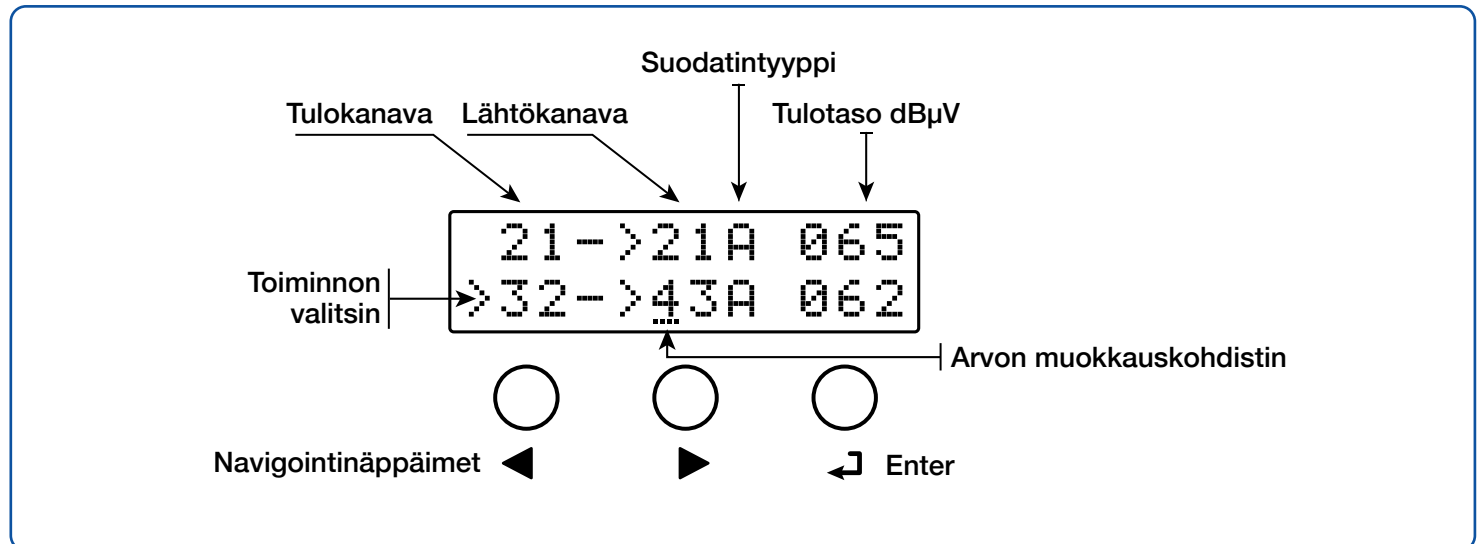 Suodatintyyppi
Tulokanava
Lähtökanava
Tulotaso dBµV
21->21A 065
Toiminnon
valitsin
>32->43A 062
Arvon muokkauskohdistin
Navigointinäppäimet
Enter